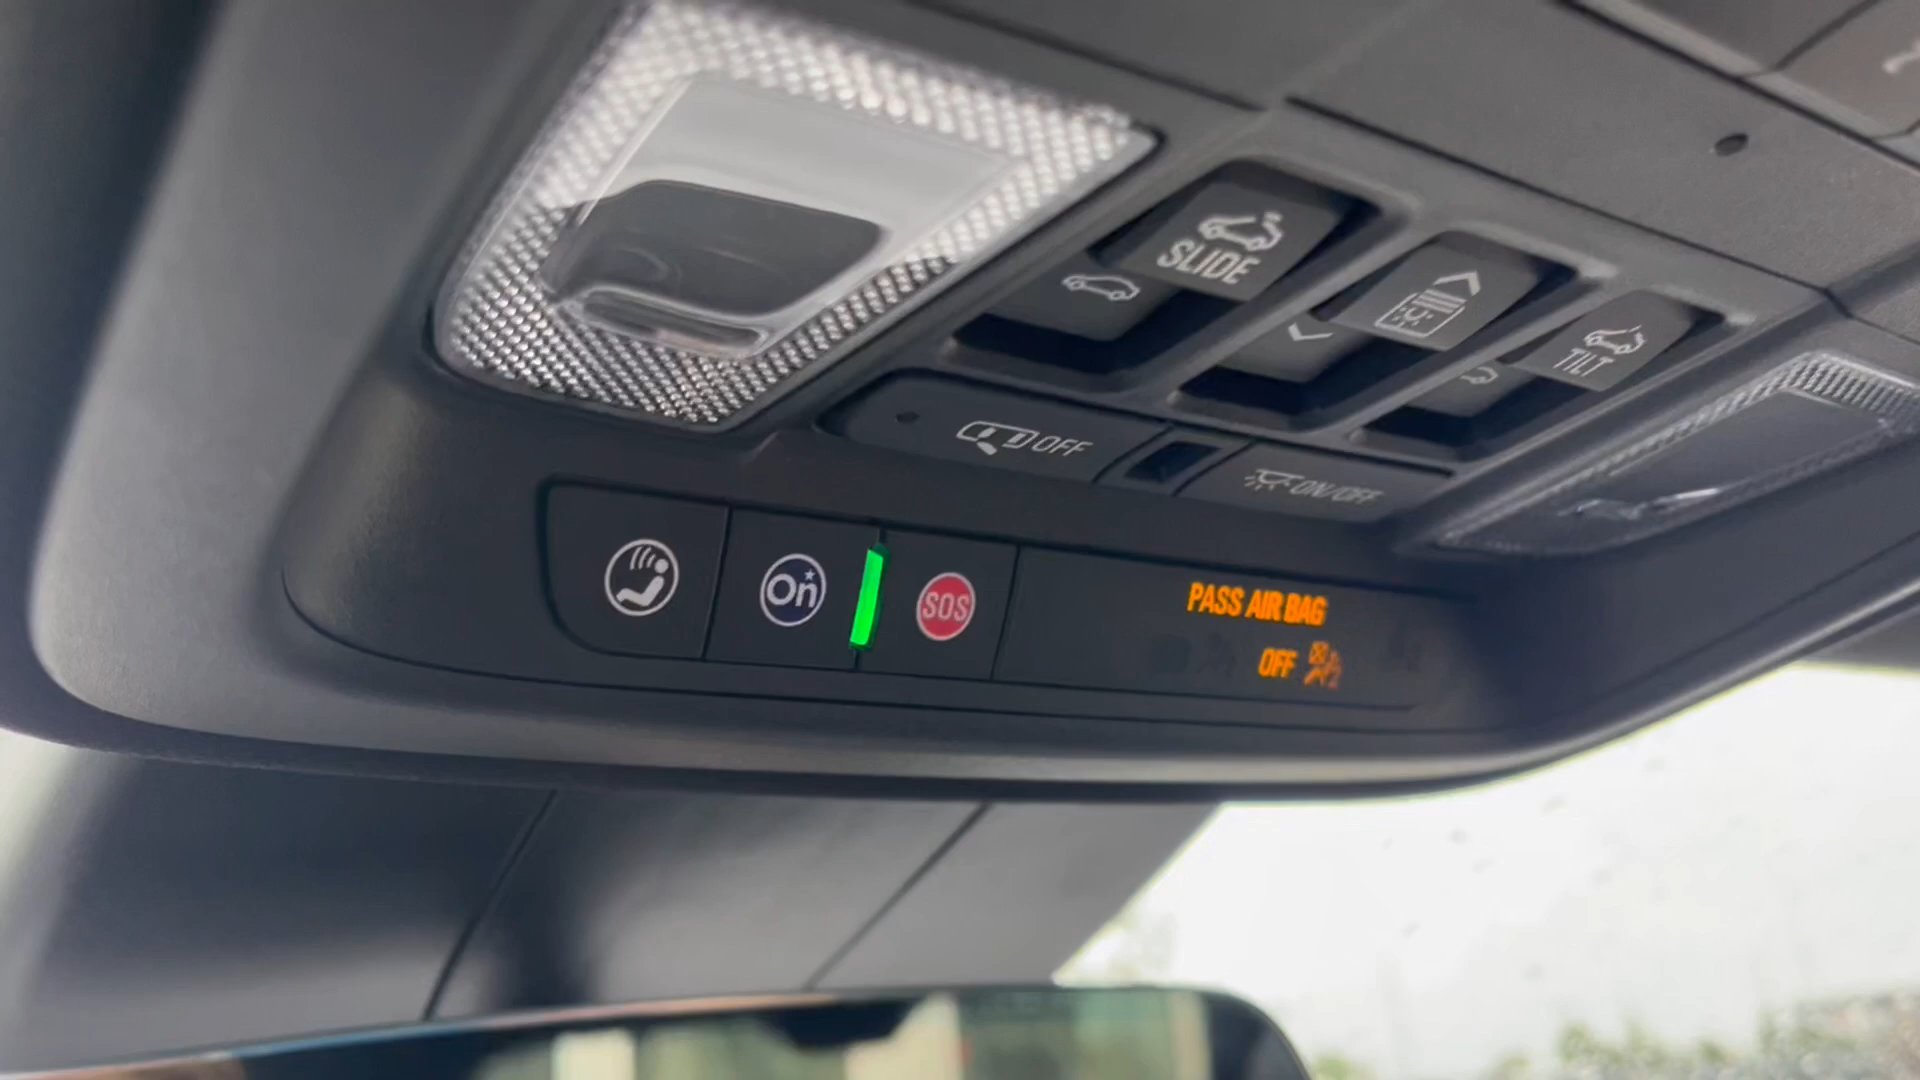 SLIDE
TILT
OFF
ON/OFF
On
SOS
PASS AIR BAG
OFF